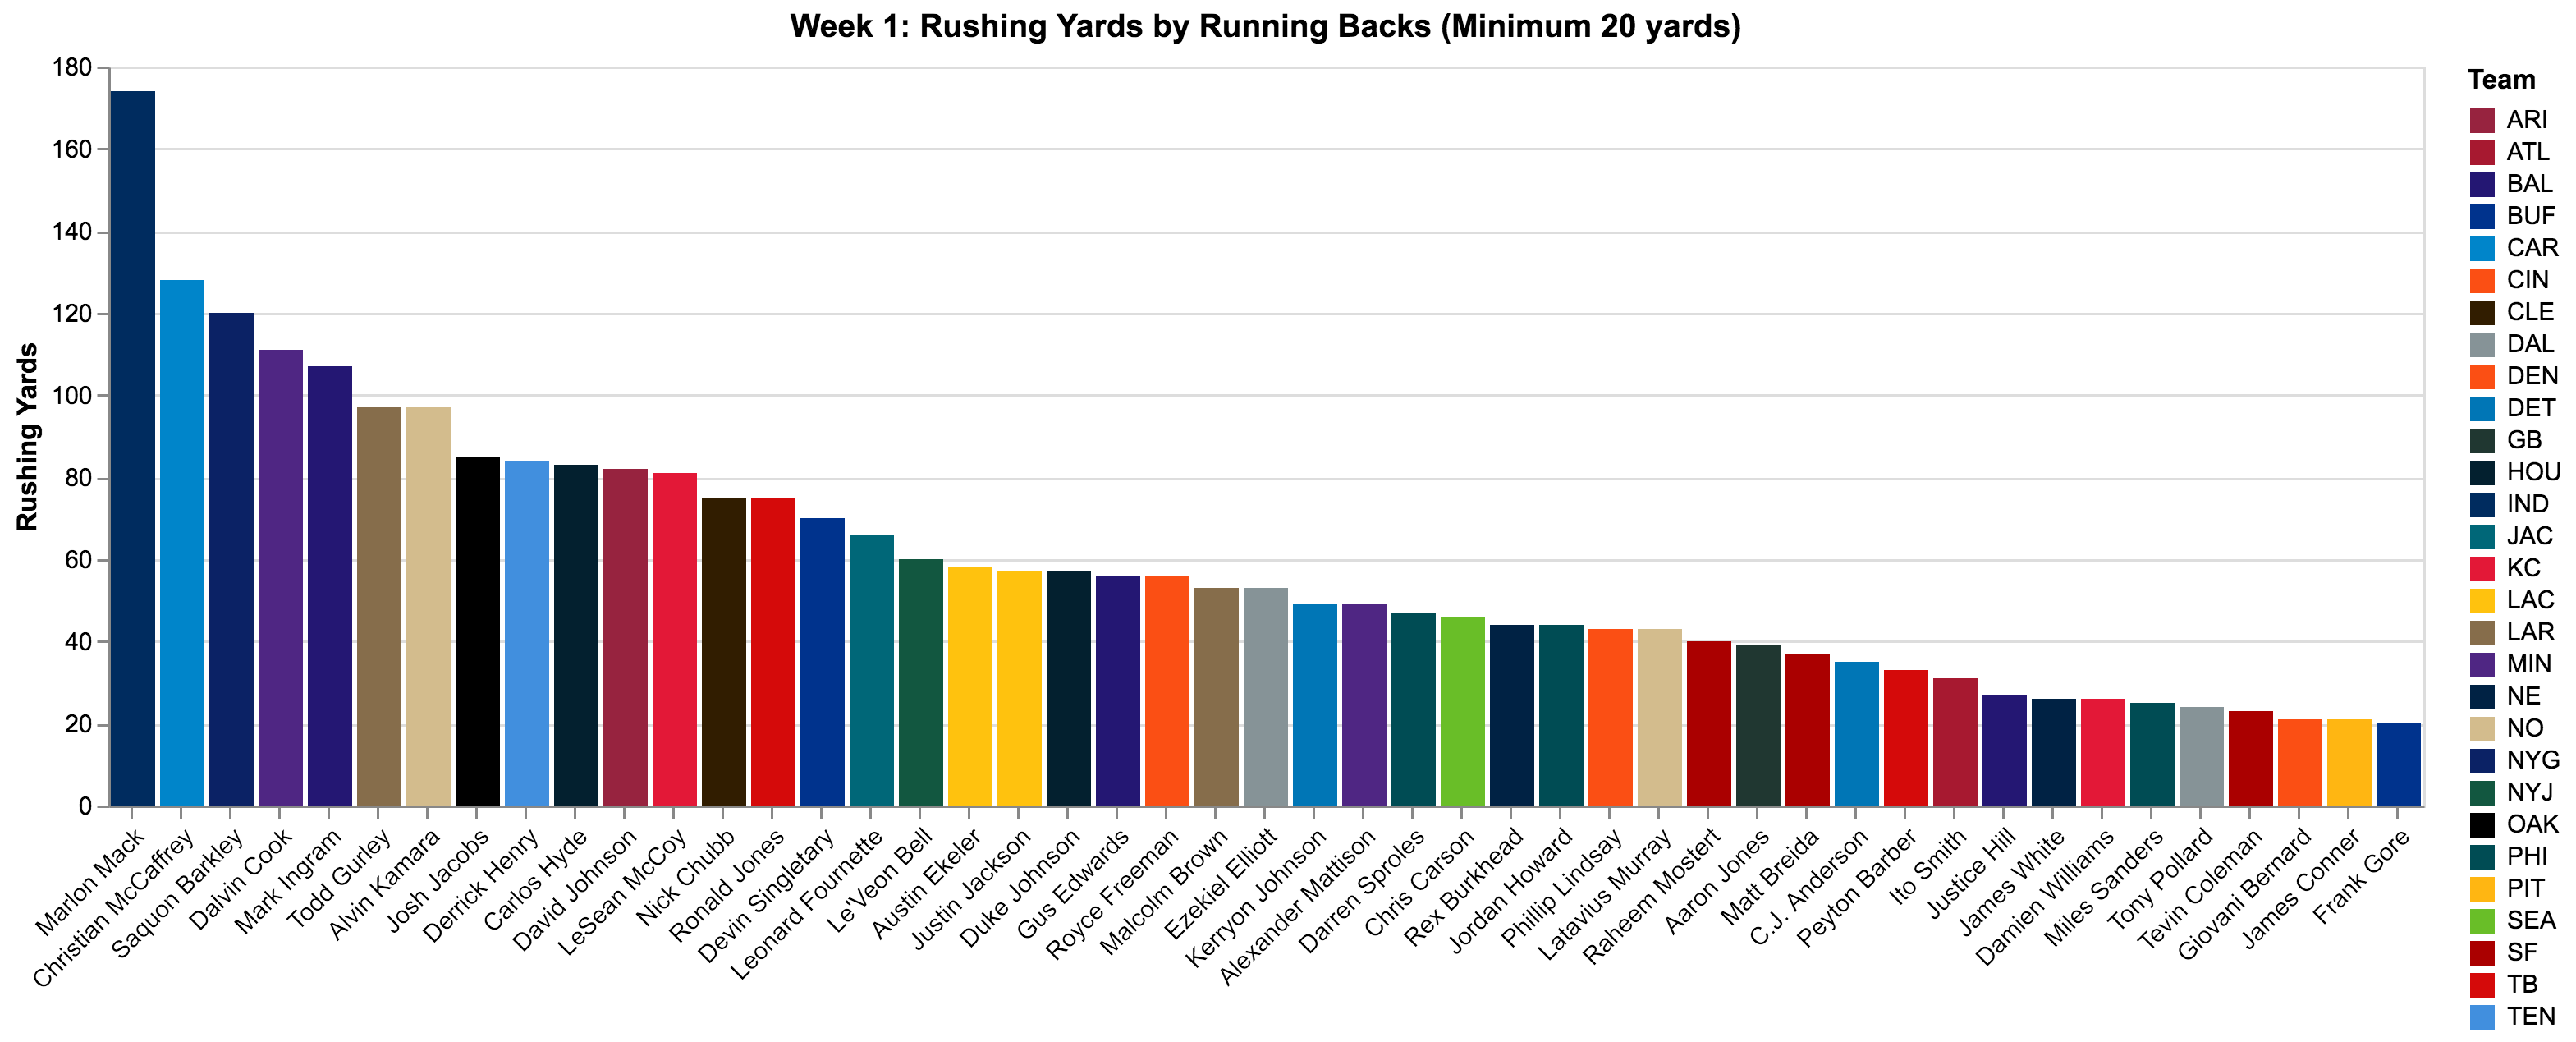 Week 1: Rushing Yards by Running Backs (Minimum 20 yards)
Rushing Yards
180
160
140
120
100
80
60
40
20
0
Marlon Mack
Christian McCaffrey
Saquon Barkley
Dalvin Cook
Mark Ingram
Todd Gurley
Alvin Kamara
Josh Jacobs
Derrick Henry
Carlos Hyde
David Johnson
LeSean McCoy
Nick Chubb
Ronald Jones
Devin Singletary
Leonard Fournette
Le'Veon Bell
Austin Ekeler
Justin Jackson
Duke Johnson
Gus Edwards
Royce Freeman
Malcolm Brown
Ezekiel Elliott
Kerryon Johnson
Alexander Mattison
Darren Sproles
Chris Carson
Rex Burkhead
Jordan Howard
Phillip Lindsay
Latavius Murray
Raheem Mostert
Aaron Jones
Matt Breida
C.J. Anderson
Peyton Barber
Ito Smith
Justice Hill
James White
Damien Williams
Miles Sanders
Tony Pollard
Tevin Coleman
Giovani Bernard
James Conner
Frank Gore
Team
ARI
ATL
BAL
BUF
CAR
CIN
CLE
DAL
DEN
DET
GB
HOU
IND
JAC
KC
LAC
LAR
MIN
NE
NO
NYG
NYJ
OAK
PHI
PIT
SEA
SF
TB
TEN